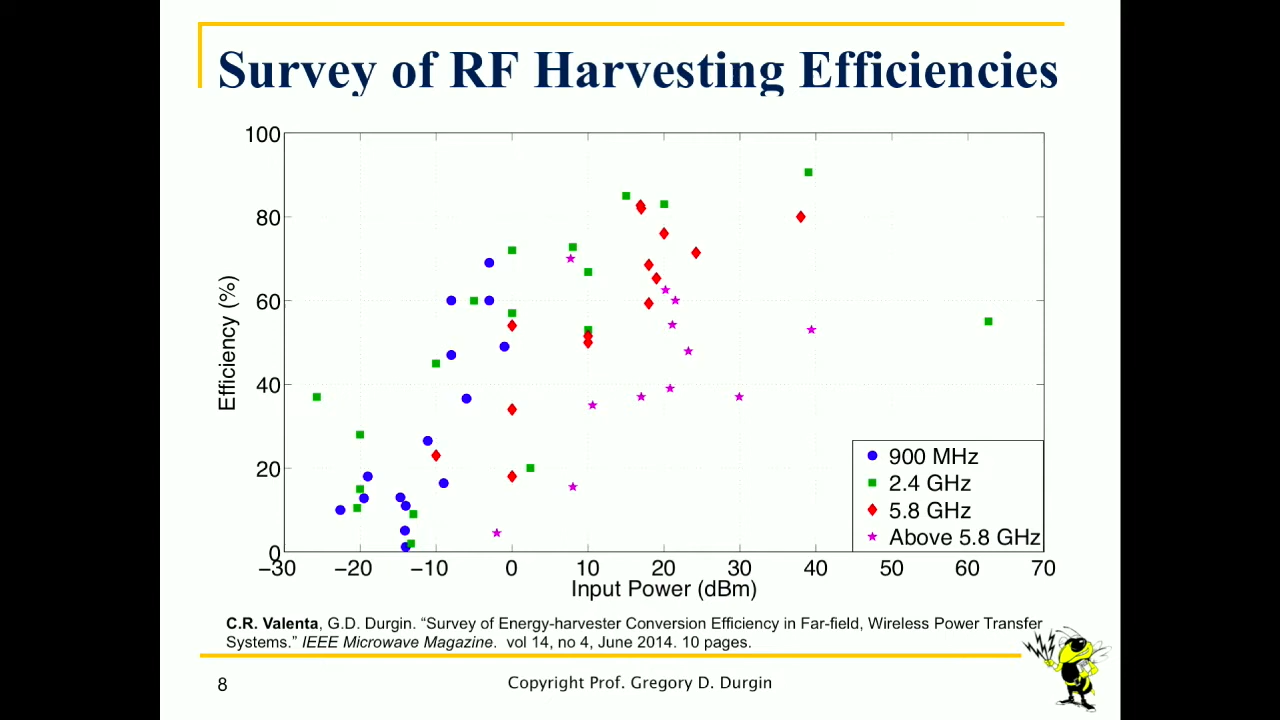 Survey of RF Harvesting Efficiencies
100
80
60
40
20
0
Efficiency (%)
−30 −20 −10 0 10 20 30 40 50 60 70
Input Power (dBm)
900 MHz
2.4 GHz
5.8 GHz
Above 5.8 GHz
C.R. Valenta, G.D. Durgin. “Survey of Energy-harvester Conversion Efficiency in Far-field, Wireless Power Transfer
Systems.” IEEE Microwave Magazine. vol 14, no 4, June 2014. 10 pages.
8
Copyright Prof. Gregory D. Durgin